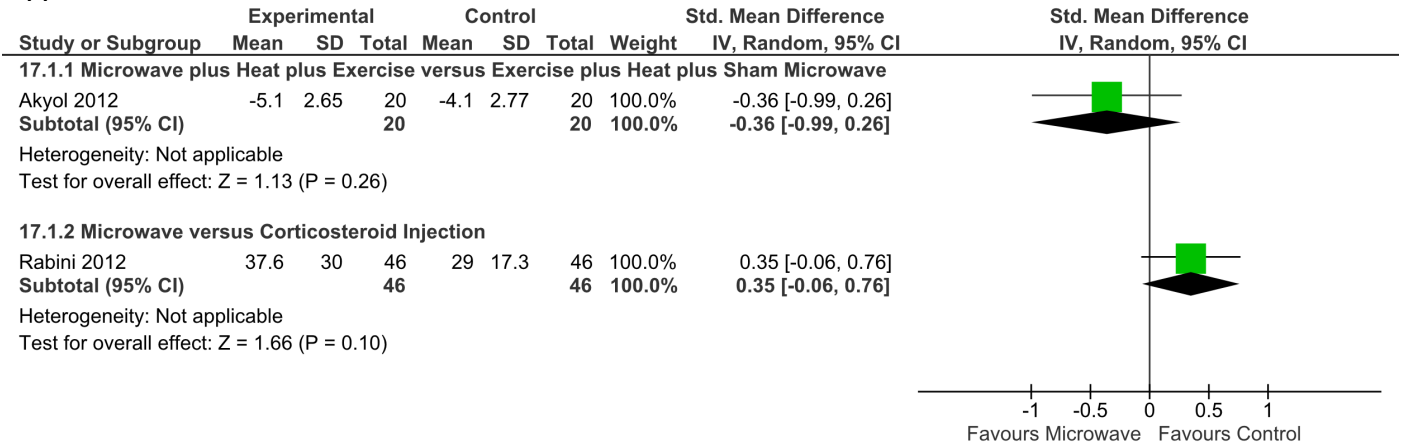 Experimental Control Std. Mean Difference Std. Mean Difference
Study or Subgroup Mean SD Total Mean SD Total Weight IV, Random, 95% CI IV, Random, 95% CI
17.1.1 Microwave plus Heat plus Exercise versus Exercise plus Heat plus Sham Microwave
Akyol 2012 -5.1 2.65 20 -4.1 2.77 20 100.0% -0.36 [-0.99, 0.26]
Subtotal (95% CI) 20 20 100.0% -0.36 [-0.99, 0.26]
Heterogeneity: Not applicable
Test for overall effect: Z = 1.13 (P = 0.26)
17.1.2 Microwave versus Corticosteroid Injection
Rabini 2012 37.6 30 46 29 17.3 46 100.0% 0.35 [-0.06, 0.76]
Subtotal (95% CI) 46 46 100.0% 0.35 [-0.06, 0.76]
Heterogeneity: Not applicable
Test for overall effect: Z = 1.66 (P = 0.10)
-1 -0.5 0 0.5 1
Favours Microwave Favours Control